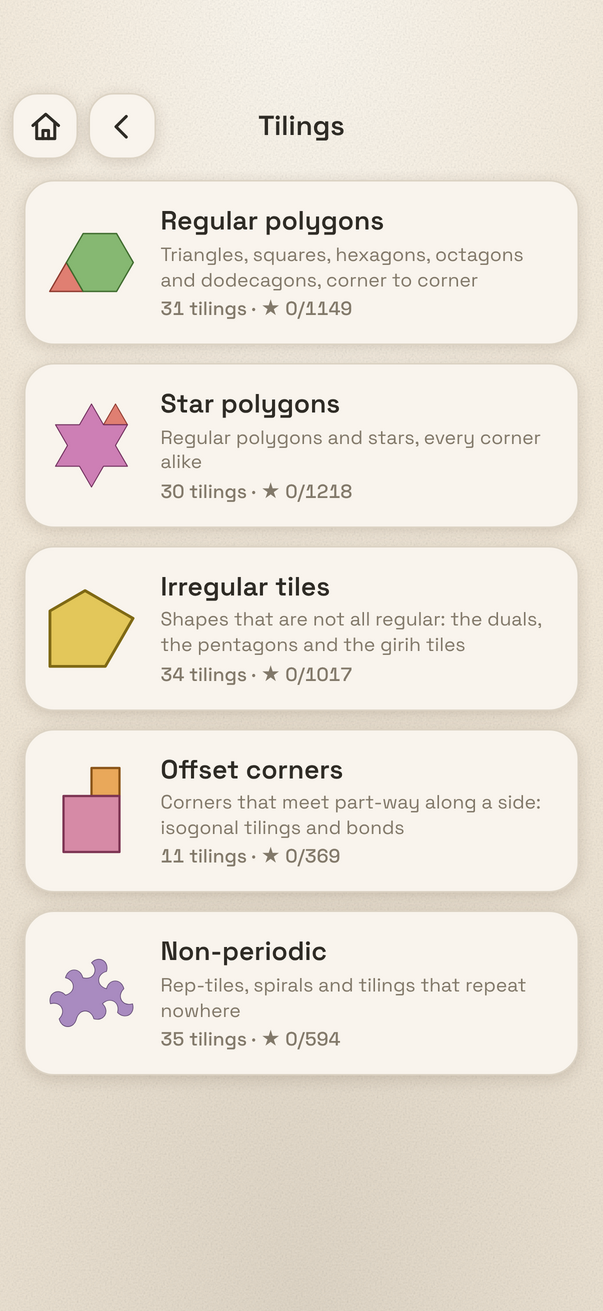 Tilings
Regular polygons
Triangles, squares, hexagons, octagons
and dodecagons, corner to corner
31 tilings · ★ 0/1149
Star polygons
Regular polygons and stars, every corner
alike
30 tilings · ★ 0/1218
Irregular tiles
Shapes that are not all regular: the duals,
the pentagons and the girih tiles
34 tilings · ★ 0/1017
Offset corners
Corners that meet part-way along a side:
isogonal tilings and bonds
11 tilings · ★ 0/369
Non-periodic
Rep-tiles, spirals and tilings that repeat
nowhere
35 tilings · ★ 0/594